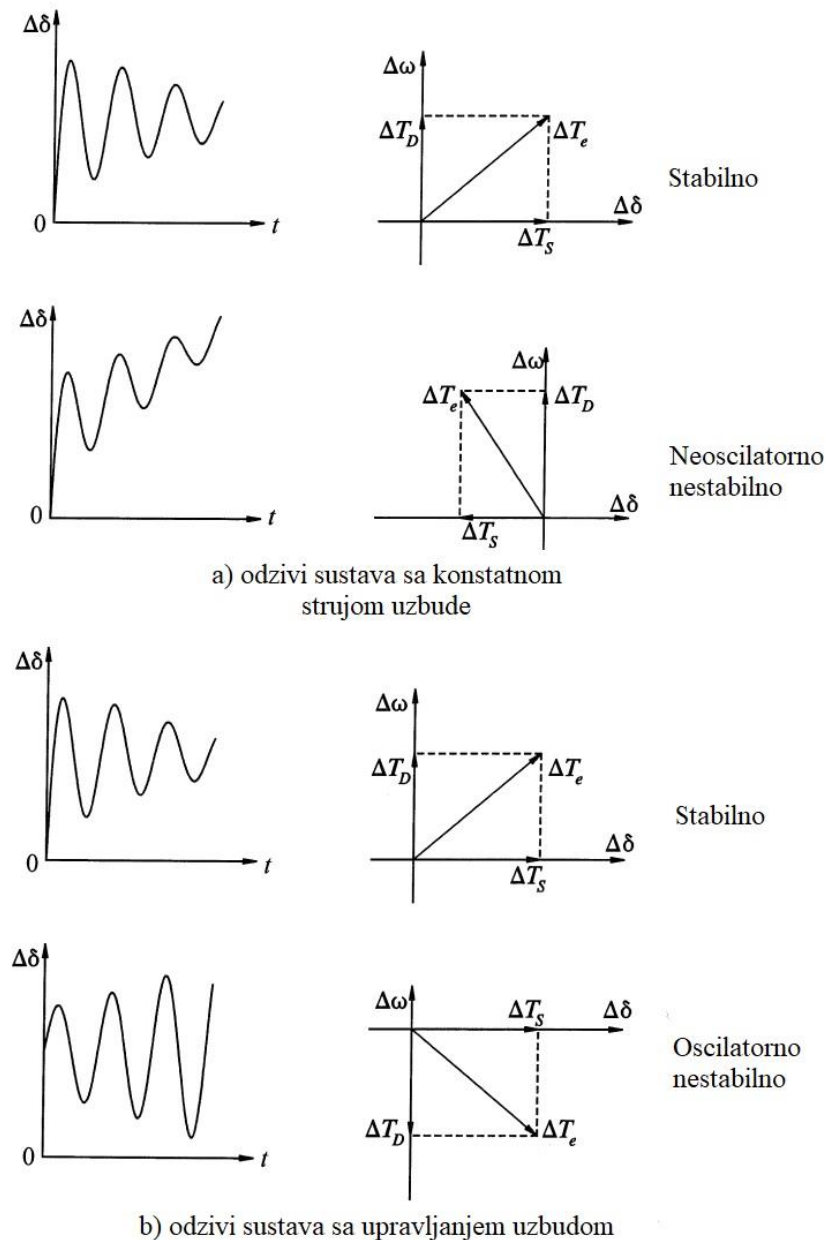 Δδ
0
t
Δω
ΔT_D
ΔT_e
ΔT_S
Δδ
Stabilno
Δδ
0
t
Δω
ΔT_e
ΔT_D
ΔT_S
Δδ
Neoscilatorno
nestabilno
a) odzivi sustava sa konstatnom
strujom uzbude
Δδ
0
t
Δω
ΔT_D
ΔT_e
ΔT_S
Δδ
Stabilno
Δδ
0
t
Δω
ΔT_S
Δδ
ΔT_D
ΔT_e
Oscilatorno
nestabilno
b) odzivi sustava sa upravljanjem uzbudom